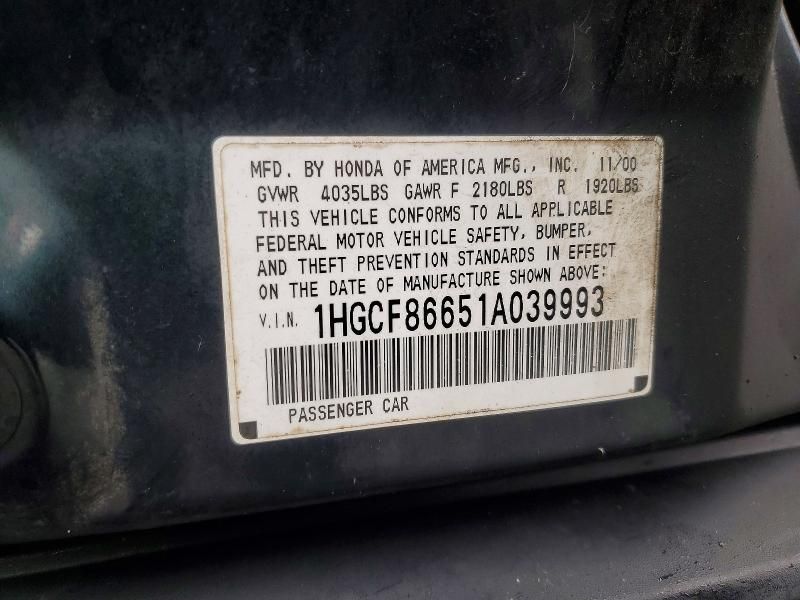 MFD. BY HONDA OF AMERICA MFG., INC. 11/00
GVWR 4035LBS GAWR F 2180LBS R 1920LBS
THIS VEHICLE CONFORMS TO ALL APPLICABLE
FEDERAL MOTOR VEHICLE SAFETY, BUMPER,
AND THEFT PREVENTION STANDARDS IN EFFECT
ON THE DATE OF MANUFACTURE SHOWN ABOVE:
V.I.N. 1HGCF86651A039993
PASSENGER CAR